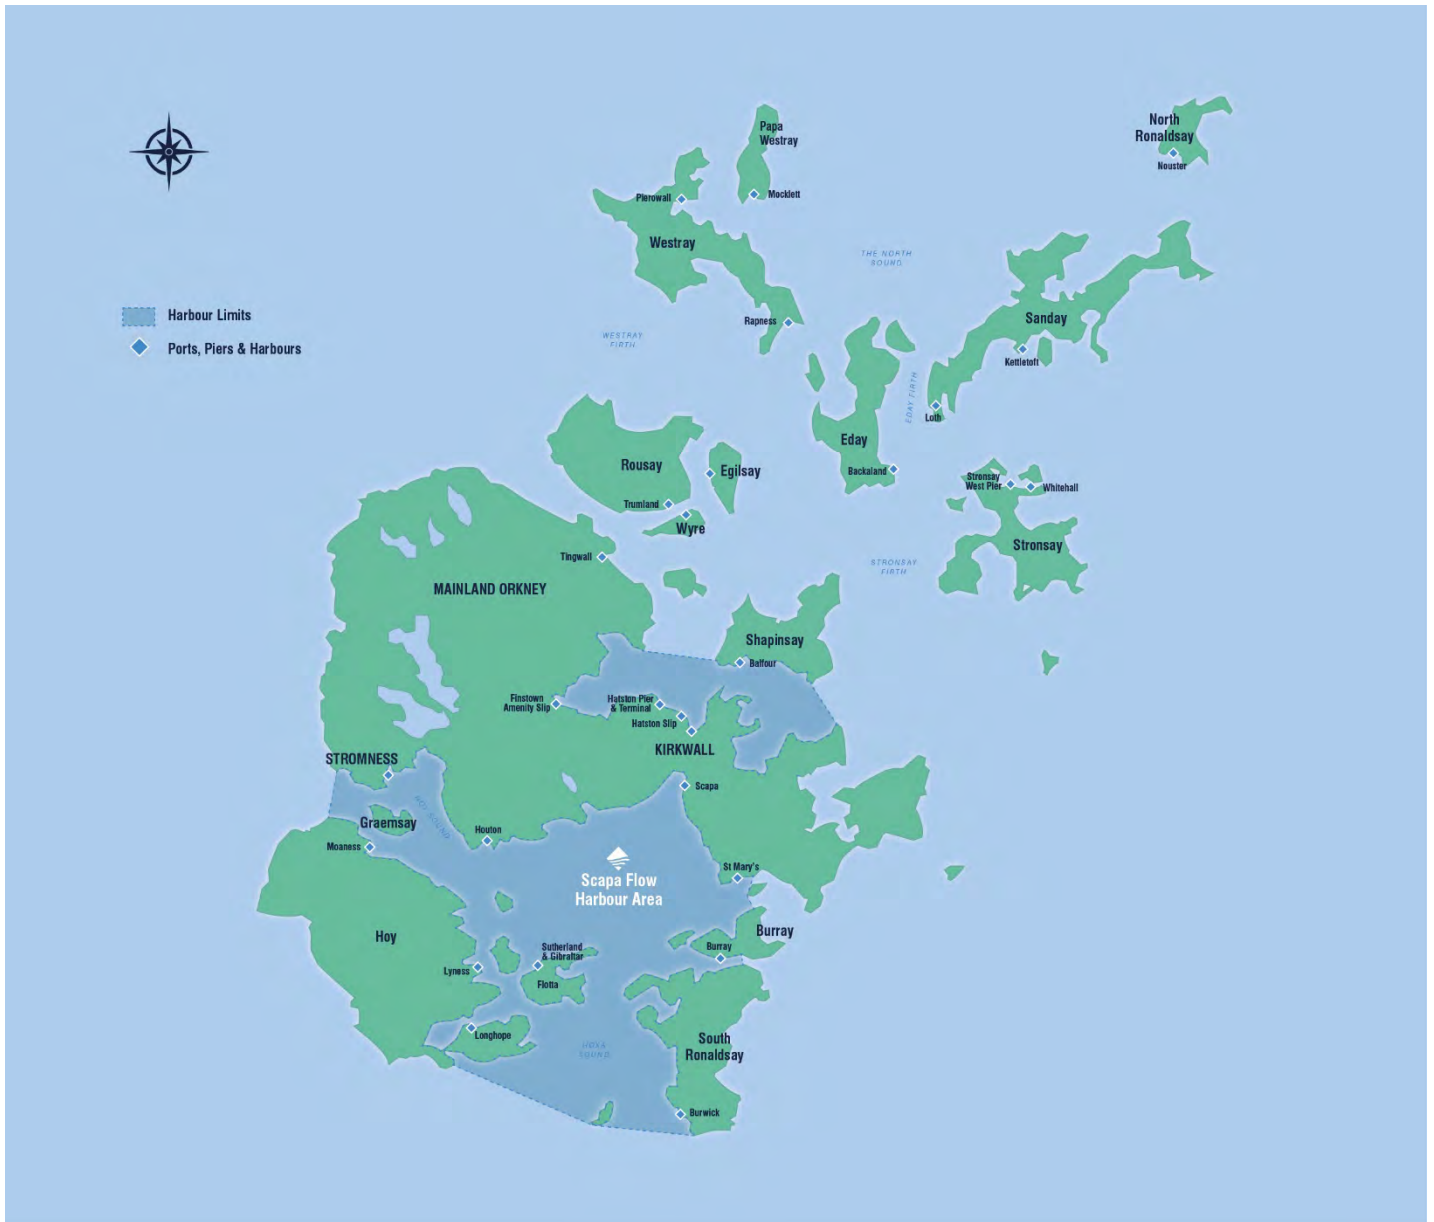 North
Ronaldsay
Nouster
Papa
Westray
Mocklett
Pierowall
Westray
THE NORTH
SOUND
Harbour Limits
Ports, Piers & Harbours
Rapness
WESTRAY
FIRTH
Sanday
Kettletoft
EDAY FIRTH
Loth
Eday
Backaland
Rousay
Egilsay
Trumland
Wyre
Stronsay
West Pier
Whitehall
Stronsay
STRONSAY
FIRTH
Tingwall
MAINLAND ORKNEY
Shapinsay
Balfour
Finstown
Amenity Slip
Hatston Pier
& Terminal
Hatston Slip
KIRKWALL
STROMNESS
Scapa
HOY SOUND
Graemsay
Houton
Moaness
St Mary's
Scapa Flow
Harbour Area
Hoy
Burray
Burray
Sutherland
& Gibraltar
Lyness
Flotta
Longhope
South
Ronaldsay
HOXA
SOUND
Burwick